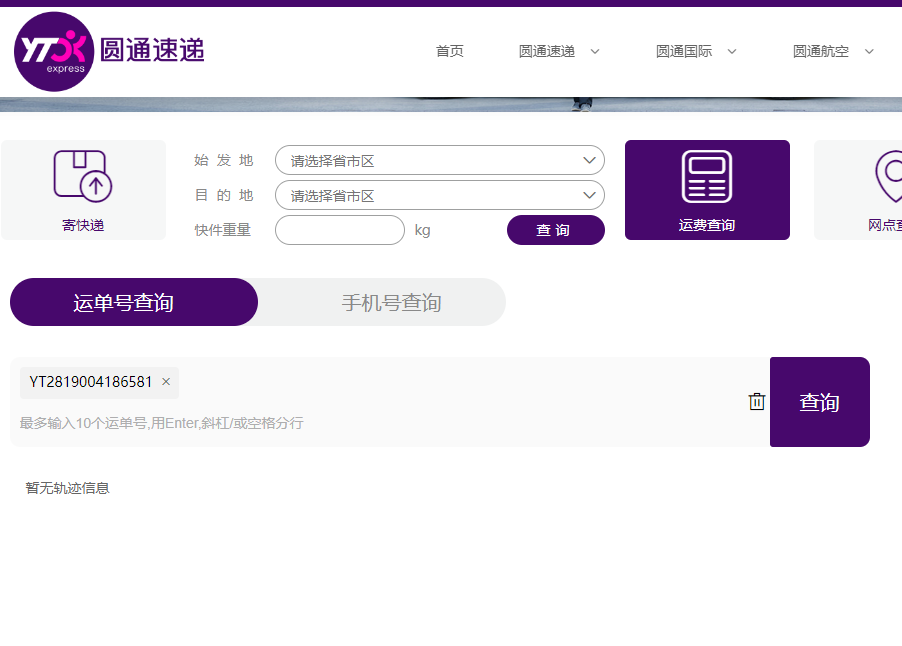 YTO express 圆通速递
首页 圆通速递 圆通国际 圆通航空
始发地 请选择省市区
目的地 请选择省市区
快件重量 kg 查 询
寄快递 运费查询 网点查
运单号查询 手机号查询
YT2819004186581 ×
最多输入10个运单号,用Enter,斜杠/或空格分行
查询
暂无轨迹信息